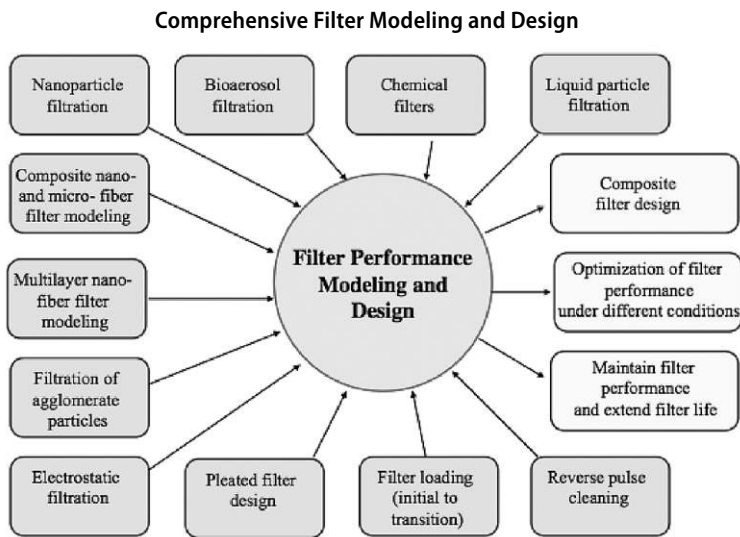 Comprehensive Filter Modeling and Design
Nanoparticle
filtration
Bioaerosol
filtration
Chemical
filters
Liquid particle
filtration
Composite nano-
and micro- fiber
filter modeling
Composite
filter design
Filter Performance
Modeling and
Design
Multilayer nano-
fiber filter
modeling
Optimization of filter
performance
under different conditions
Filtration of
agglomerate
particles
Maintain filter
performance
and extend filter life
Electrostatic
filtration
Pleated filter
design
Filter loading
(initial to
transition)
Reverse pulse
cleaning